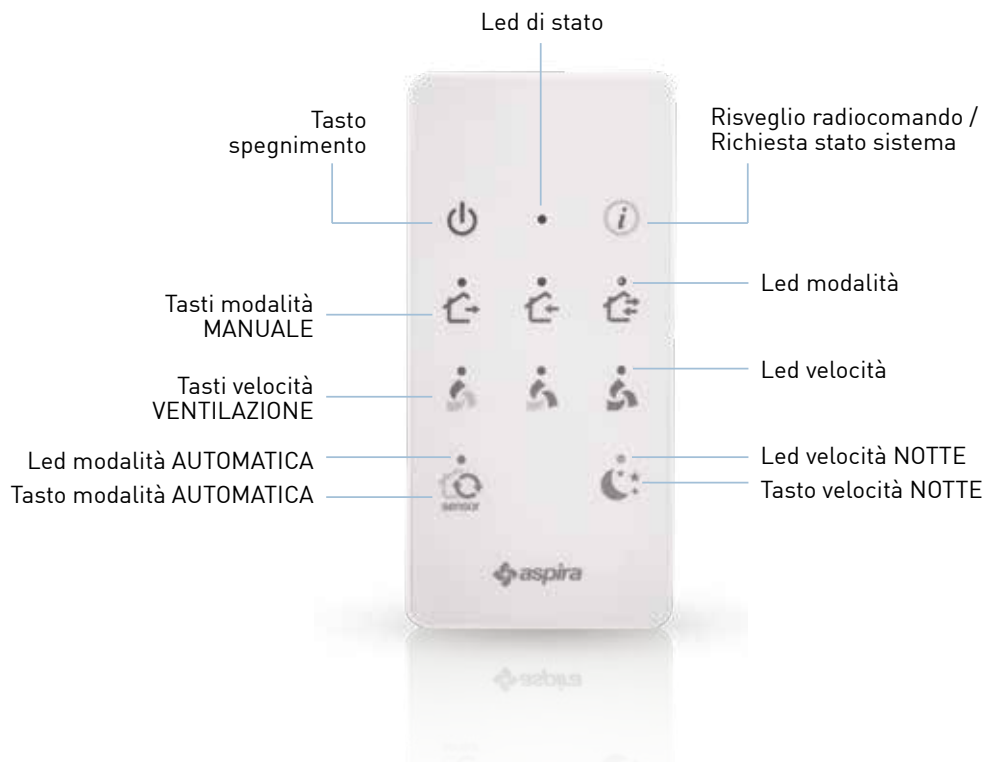 Led di stato
Tasto
spegnimento
Risveglio radiocomando /
Richiesta stato sistema
Led modalità
Tasti modalità
MANUALE
Led velocità
Tasti velocità
VENTILAZIONE
Led modalità AUTOMATICA
Tasto modalità AUTOMATICA
Led velocità NOTTE
Tasto velocità NOTTE
i
sensor
aspira